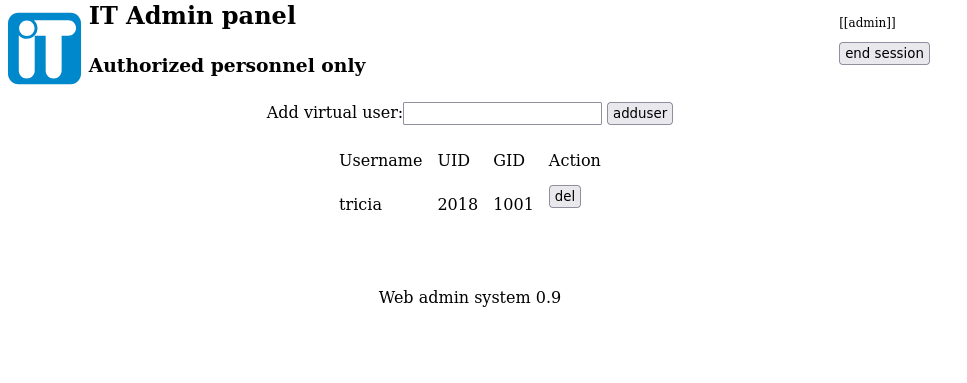 iT
IT Admin panel
Authorized personnel only
[[admin]]
end session
Add virtual user: adduser
Username UID GID Action
tricia 2018 1001 del
Web admin system 0.9